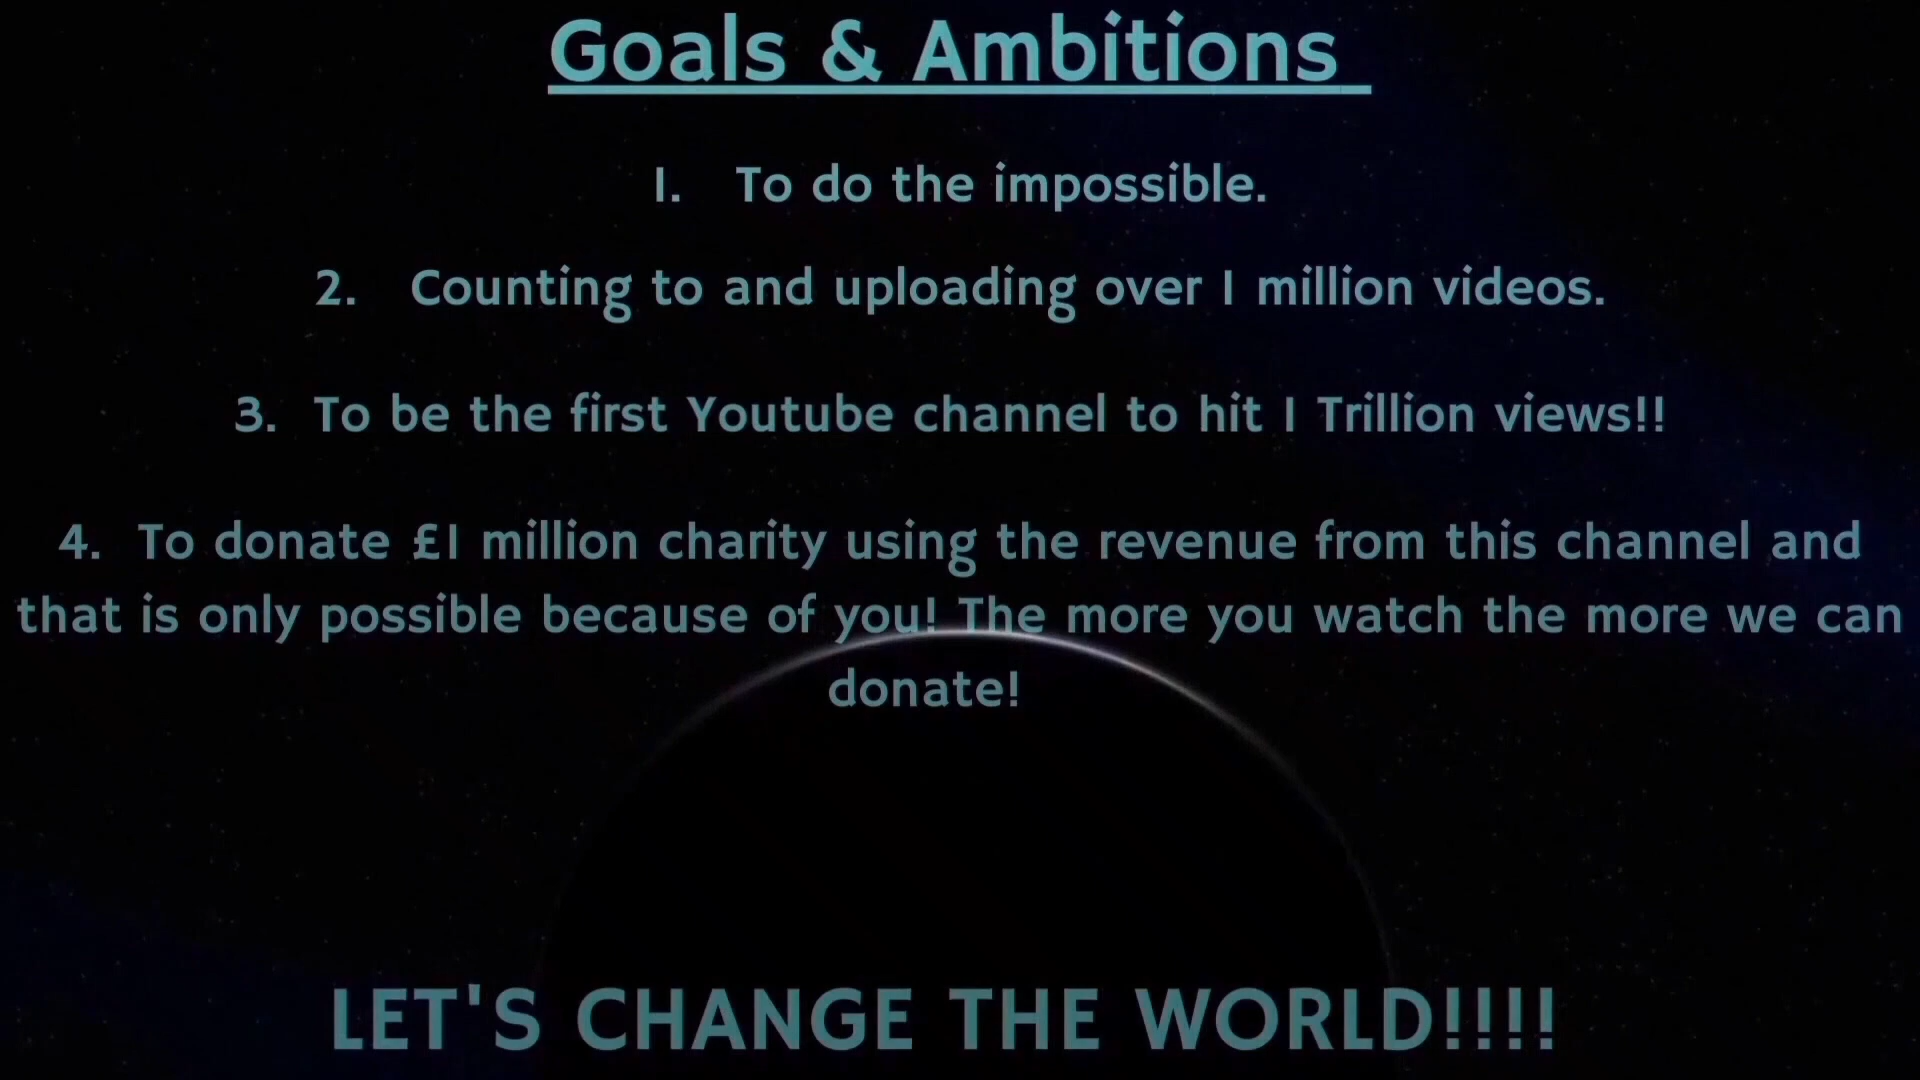 Goals & Ambitions
1. To do the impossible.
2. Counting to and uploading over 1 million videos.
3. To be the first Youtube channel to hit 1 Trillion views!!
4. To donate £1 million charity using the revenue from this channel and
that is only possible because of you! The more you watch the more we can
donate!
LET'S CHANGE THE WORLD!!!!